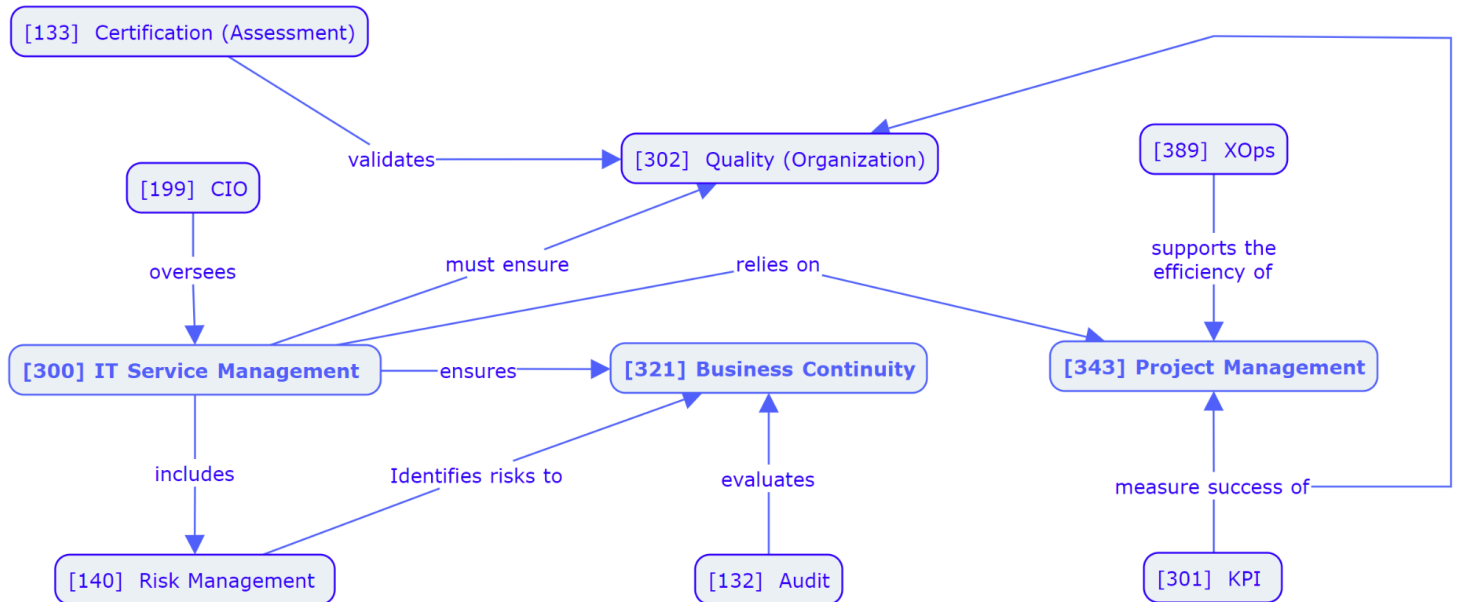 [133]  Certification (Assessment)
validates
[302]  Quality (Organization)
[389]  XOps
[199]  CIO
oversees
must ensure
relies on
supports the
efficiency of
[300] IT Service Management
ensures
[321] Business Continuity
[343] Project Management
includes
Identifies risks to
evaluates
measure success of
[140]  Risk Management
[132]  Audit
[301]  KPI